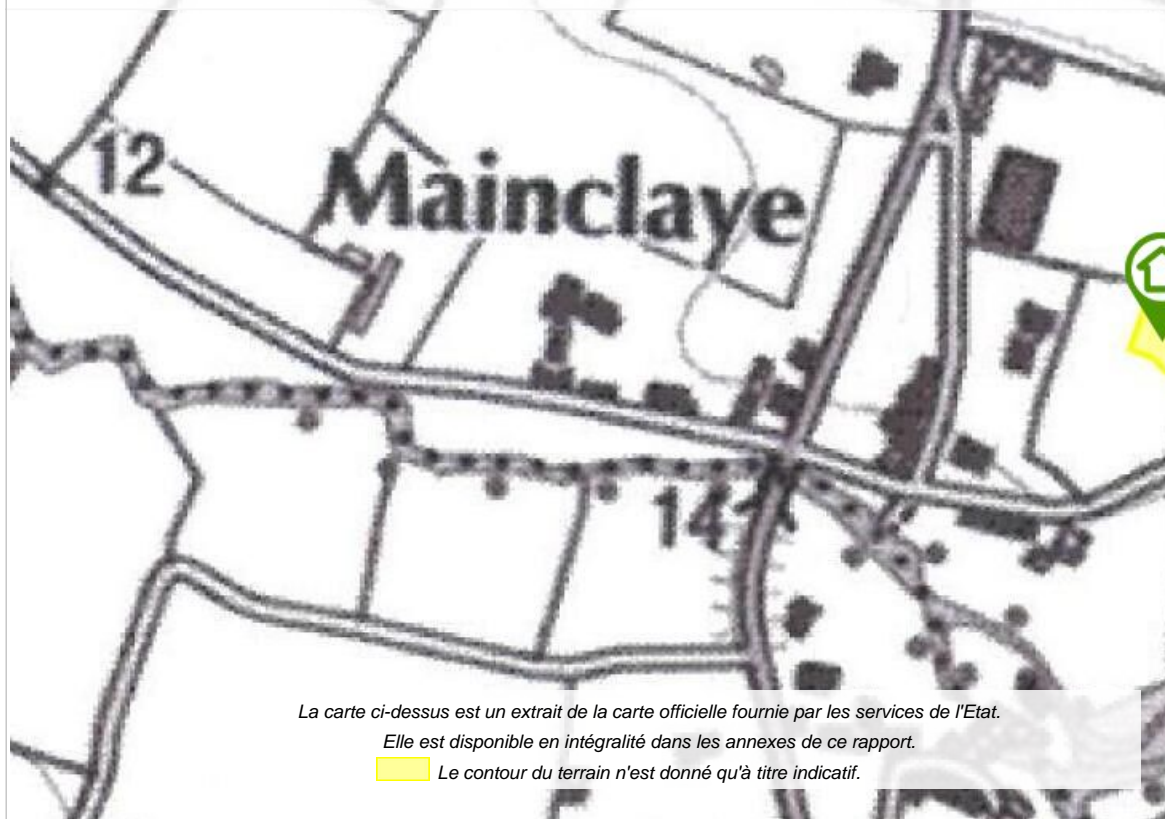 12
Mainclaye
14
La carte ci-dessus est un extrait de la carte officielle fournie par les services de l'Etat.
Elle est disponible en intégralité dans les annexes de ce rapport.
Le contour du terrain n'est donné qu'à titre indicatif.